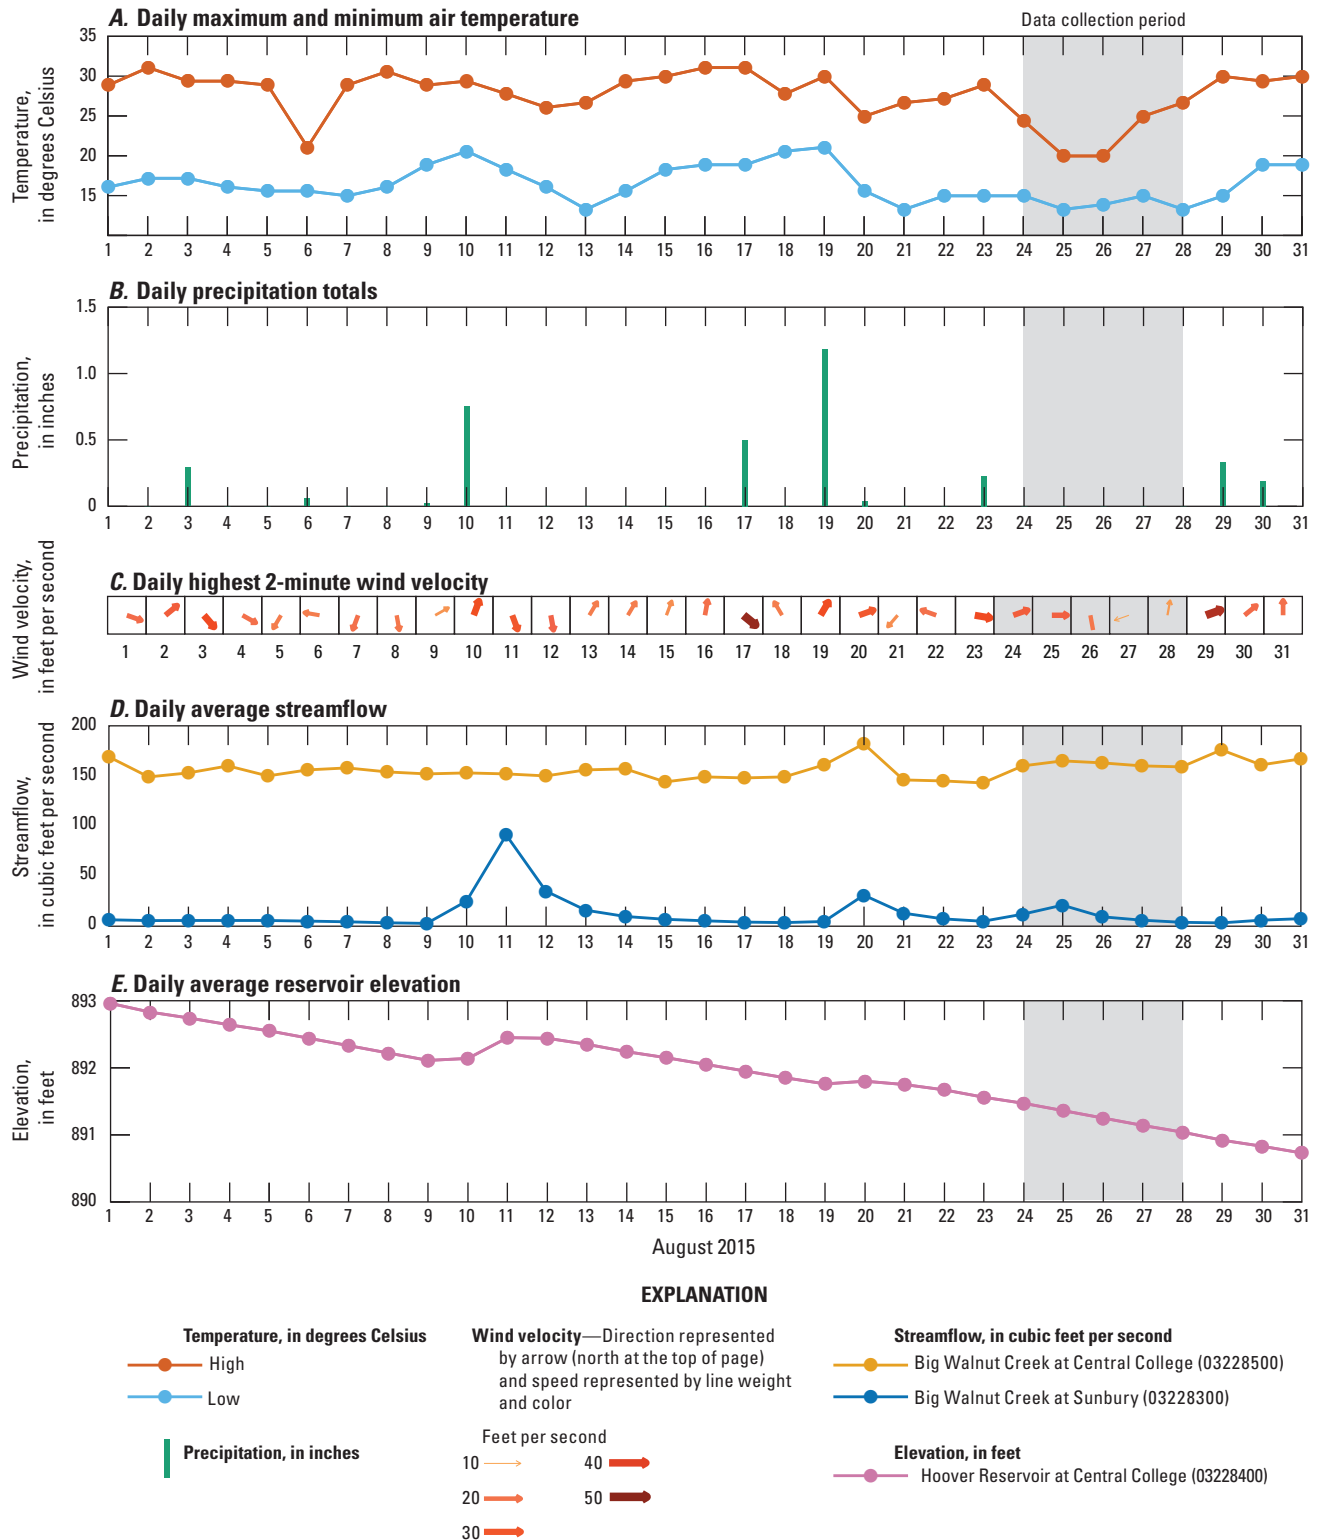 A. Daily maximum and minimum air temperature
Data collection period
Temperature,
in degrees Celsius
35
30
25
20
15
1 2 3 4 5 6 7 8 9 10 11 12 13 14 15 16 17 18 19 20 21 22 23 24 25 26 27 28 29 30 31
B. Daily precipitation totals
Precipitation,
in inches
1.5
1.0
0.5
0
1 2 3 4 5 6 7 8 9 10 11 12 13 14 15 16 17 18 19 20 21 22 23 24 25 26 27 28 29 30 31
C. Daily highest 2-minute wind velocity
Wind velocity,
in feet per second
1 2 3 4 5 6 7 8 9 10 11 12 13 14 15 16 17 18 19 20 21 22 23 24 25 26 27 28 29 30 31
D. Daily average streamflow
Streamflow,
in cubic feet per second
200
150
100
50
0
1 2 3 4 5 6 7 8 9 10 11 12 13 14 15 16 17 18 19 20 21 22 23 24 25 26 27 28 29 30 31
E. Daily average reservoir elevation
Elevation,
in feet
893
892
891
890
1 2 3 4 5 6 7 8 9 10 11 12 13 14 15 16 17 18 19 20 21 22 23 24 25 26 27 28 29 30 31
August 2015
EXPLANATION
Temperature, in degrees Celsius
High
Low
Precipitation, in inches
Wind velocity—Direction represented
by arrow (north at the top of page)
and speed represented by line weight
and color
Feet per second
10
20
30
40
50
Streamflow, in cubic feet per second
Big Walnut Creek at Central College (03228500)
Big Walnut Creek at Sunbury (03228300)
Elevation, in feet
Hoover Reservoir at Central College (03228400)